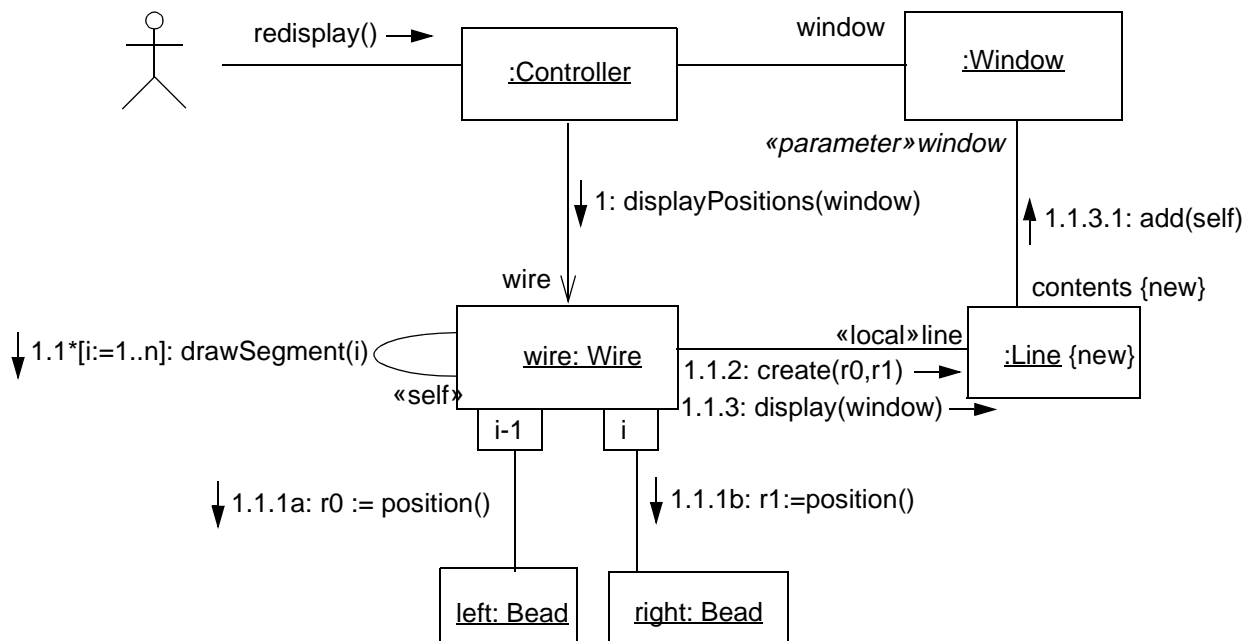 redisplay()
window
:Controller
:Window
«parameter»window
1: displayPositions(window)
1.1.3.1: add(self)
wire
contents {new}
1.1*[i:=1..n]: drawSegment(i)
«local»line
wire: Wire
:Line {new}
1.1.2: create(r0,r1)
«self»
1.1.3: display(window)
i-1
i
1.1.1a: r0 := position()
1.1.1b: r1:=position()
left: Bead
right: Bead